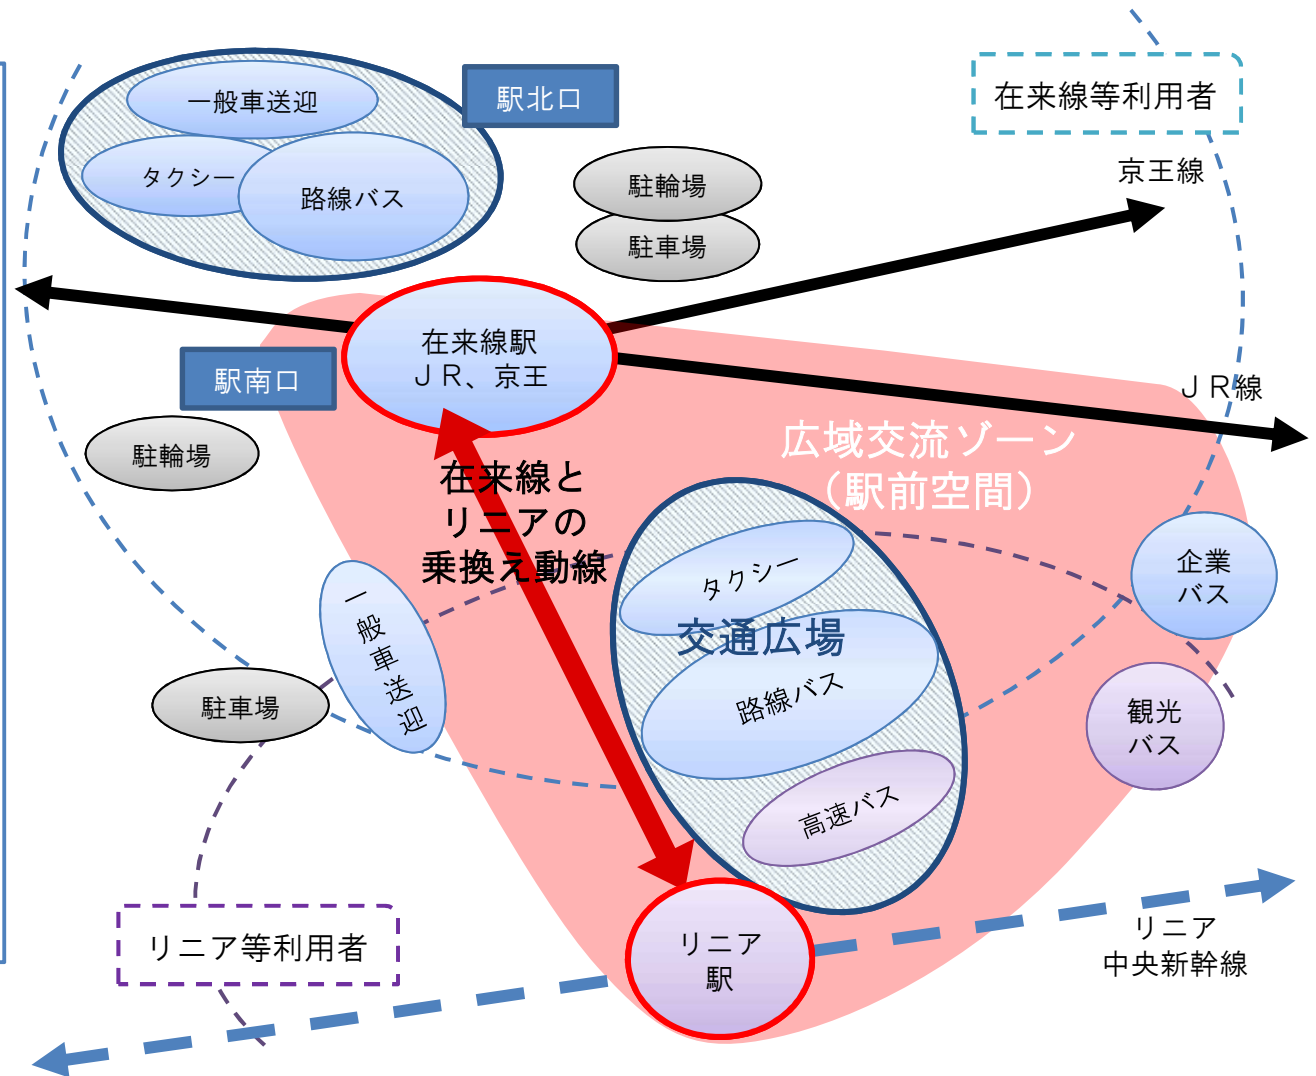 一般車送迎
駅北口
在来線等利用者
タクシー
路線バス
駐輪場
駐車場
京王線
在来線駅
ＪＲ、京王
駅南口
ＪＲ線
駐輪場
広域交流ゾーン
（駅前空間）
在来線と
リニアの
乗換え動線
タクシー
企業
バス
一般車送迎
交通広場
路線バス
駐車場
観光
バス
高速バス
リニア等利用者
リニア
駅
リニア
中央新幹線